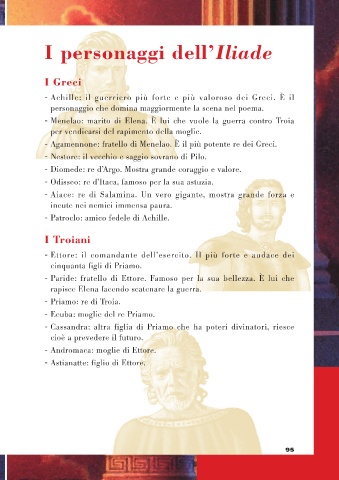 I personaggi dell'Iliade
I Greci
- Achille: il guerriero più forte e più valoroso dei Greci. È il
personaggio che domina maggiormente la scena nel poema.
- Menelao: marito di Elena. È lui che vuole la guerra contro Troia
per vendicarsi del rapimento della moglie.
- Agamennone: fratello di Menelao. È il più potente re dei Greci.
- Nestore: il vecchio e saggio sovrano di Pilo.
- Diomede: re d'Argo. Mostra grande coraggio e valore.
- Odisseo: re d'Itaca, famoso per la sua astuzia.
- Aiace: re di Salamina. Un vero gigante, mostra grande forza e
incute nei nemici immensa paura.
- Patroclo: amico fedele di Achille.
I Troiani
- Ettore: il comandante dell'esercito. Il più forte e audace dei
cinquanta figli di Priamo.
- Paride: fratello di Ettore. Famoso per la sua bellezza. È lui che
rapisce Elena facendo scatenare la guerra.
- Priamo: re di Troia.
- Ecuba: moglie del re Priamo.
- Cassandra: altra figlia di Priamo che ha poteri divinatori, riesce
cioè a prevedere il futuro.
- Andromaca: moglie di Ettore.
- Astianatte: figlio di Ettore.
95